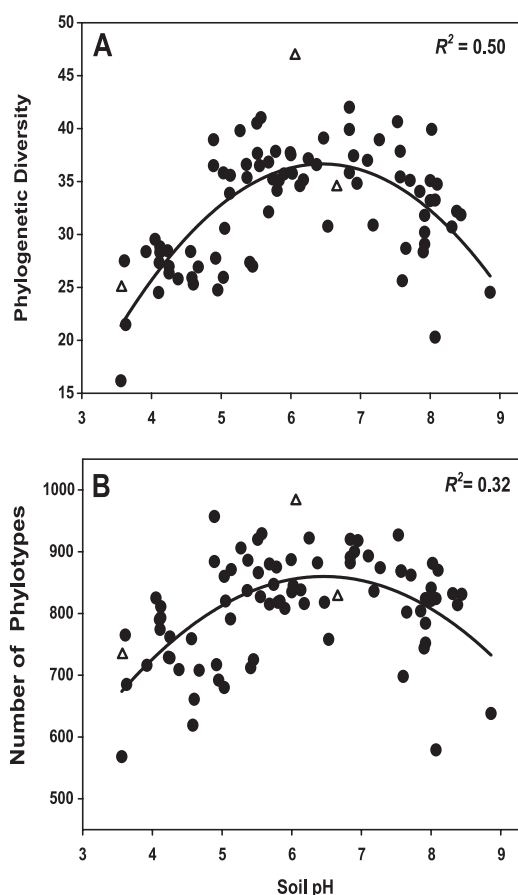 A
R² = 0.50
Phylogenetic Diversity
50
45
40
35
30
25
20
15
3 4 5 6 7 8 9
B
R²= 0.32
Number of Phylotypes
1000
900
800
700
600
500
3 4 5 6 7 8 9
Soil pH